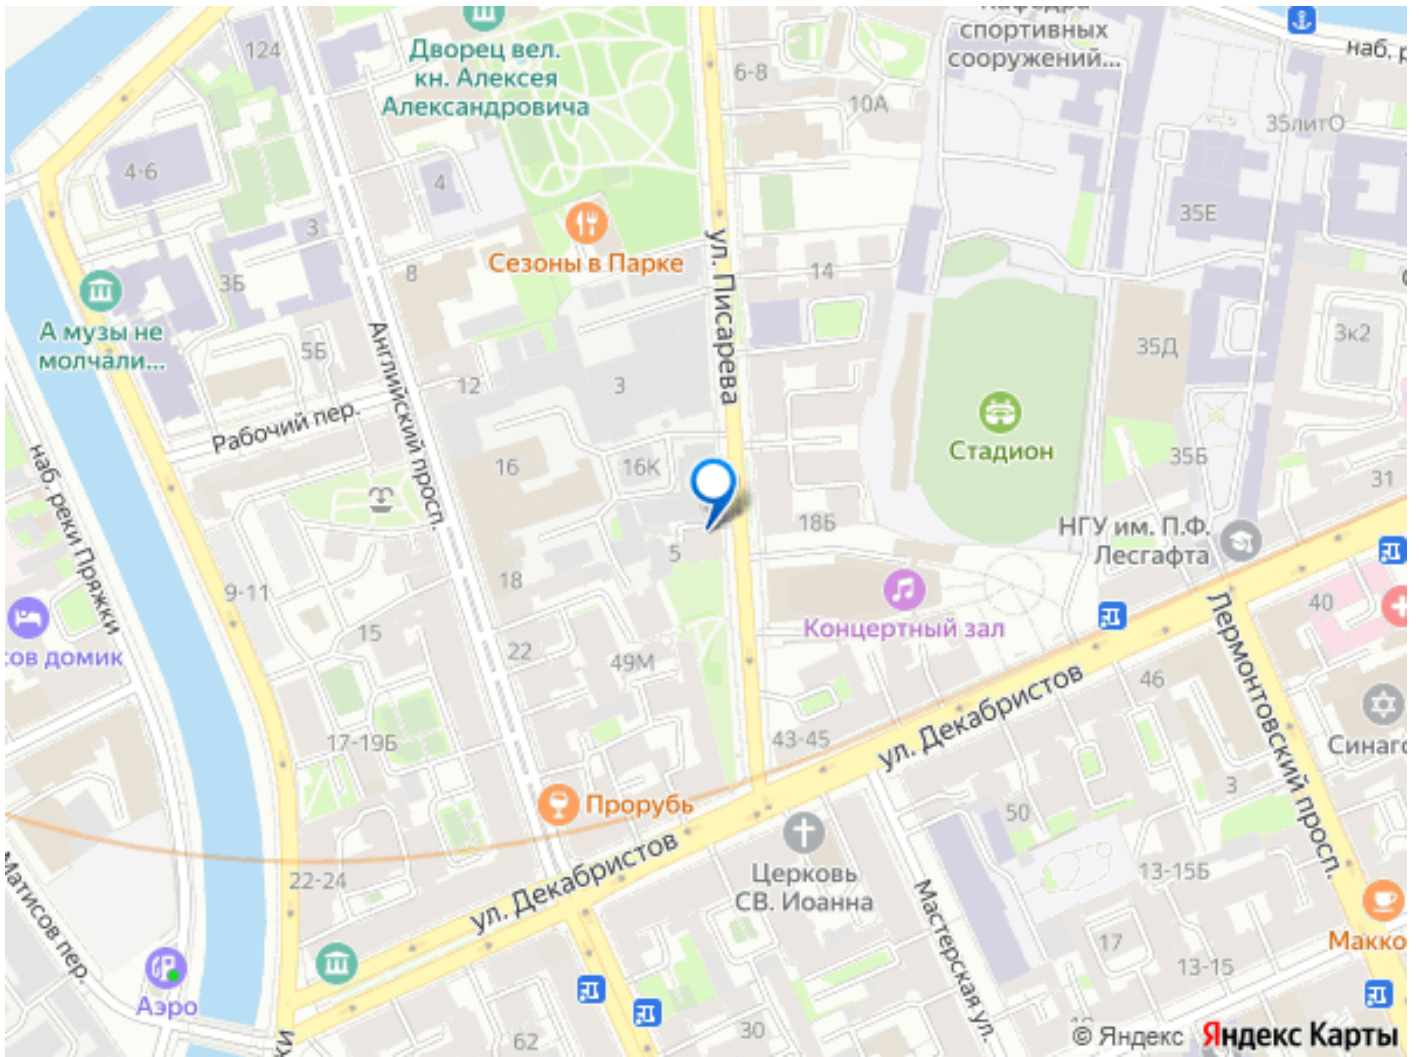 124
Дворец вел.
кн. Алексея
Александровича
6-8
10А
спортивных
сооружений...
наб. р
35литО
4-6
4
3
3Б
8
35Е
Сезоны в Парке
ул. Писарева
14
А музы не
молчали...
5Б
Английский просп.
12
3
35Д
3к2
Рабочий пер.
Стадион
16
16К
35Б
31
наб. реки Пряжки
18Б
НГУ им. П.Ф.
Лесгафта
5
18
9-11
Концертный зал
40
сов домик
15
22
49М
46
Лермонтовский просп.
17-19Б
43-45
ул. Декабристов
Синаго
Прорубь
3
50
22-24
ул. Декабристов
Церковь
СВ. Иоанна
13-15Б
Матисов пер.
Мастерская ул.
17
13-15
Макко
Аэро
62
30
© Яндекс
Яндекс Карты